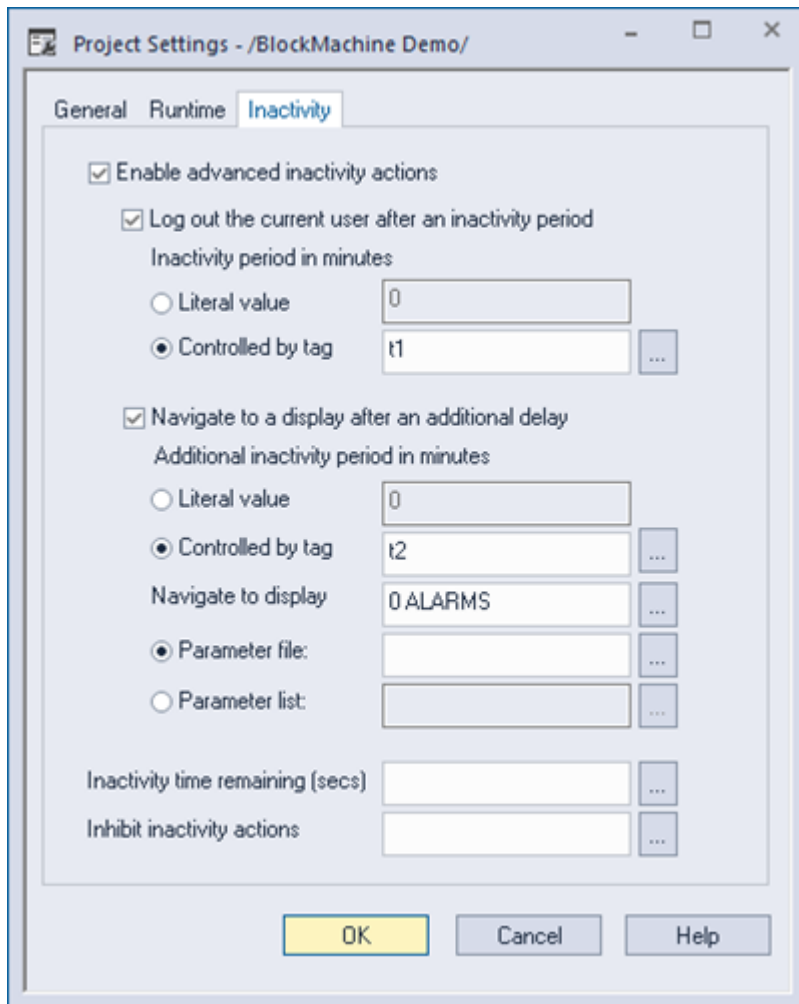 Project Settings - /BlockMachine Demo/
General Runtime Inactivity
Enable advanced inactivity actions
Log out the current user after an inactivity period
Inactivity period in minutes
Literal value 0
Controlled by tag t1 ...
Navigate to a display after an additional delay
Additional inactivity period in minutes
Literal value 0
Controlled by tag t2 ...
Navigate to display 0 ALARMS ...
Parameter file: ...
Parameter list: ...
Inactivity time remaining (secs) ...
Inhibit inactivity actions ...
OK Cancel Help